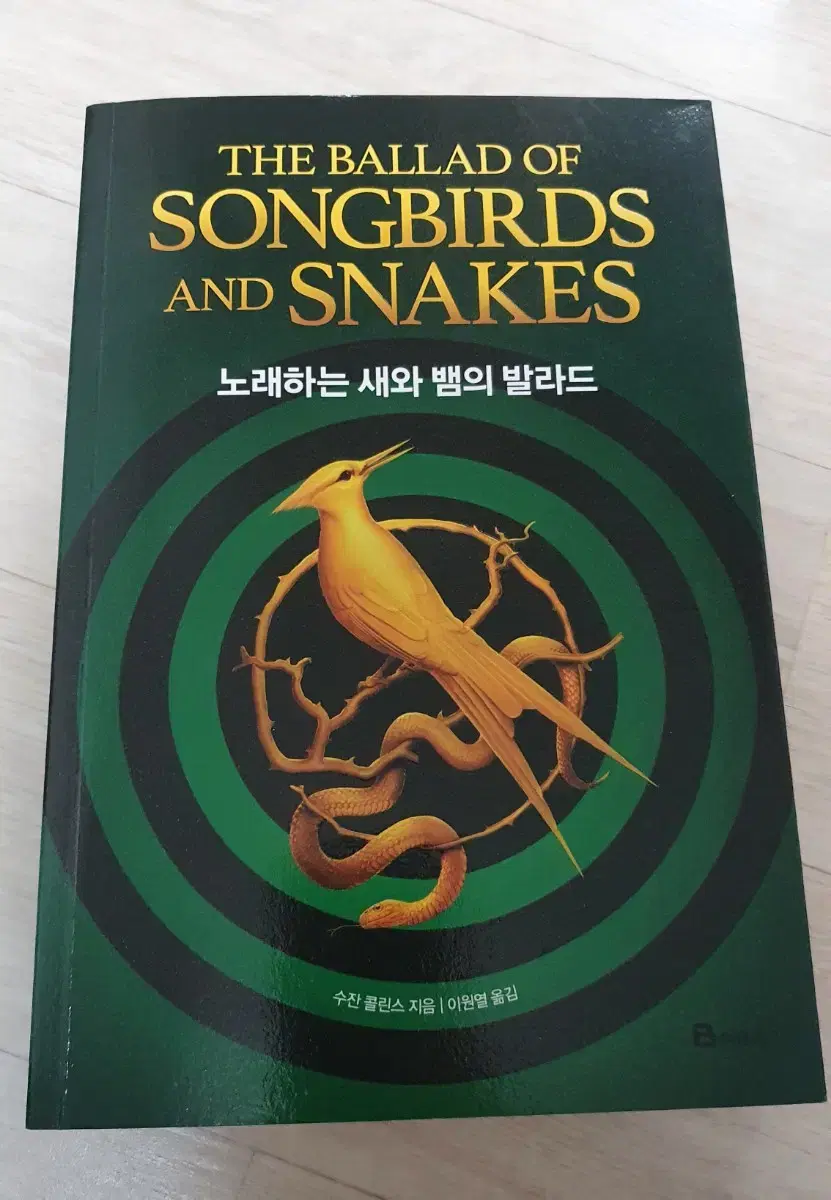 THE BALLAD OF
SONGBIRDS
AND SNAKES
노래하는 새와 뱀의 발라드
수잔 콜린스 지음 | 이원열 옮김